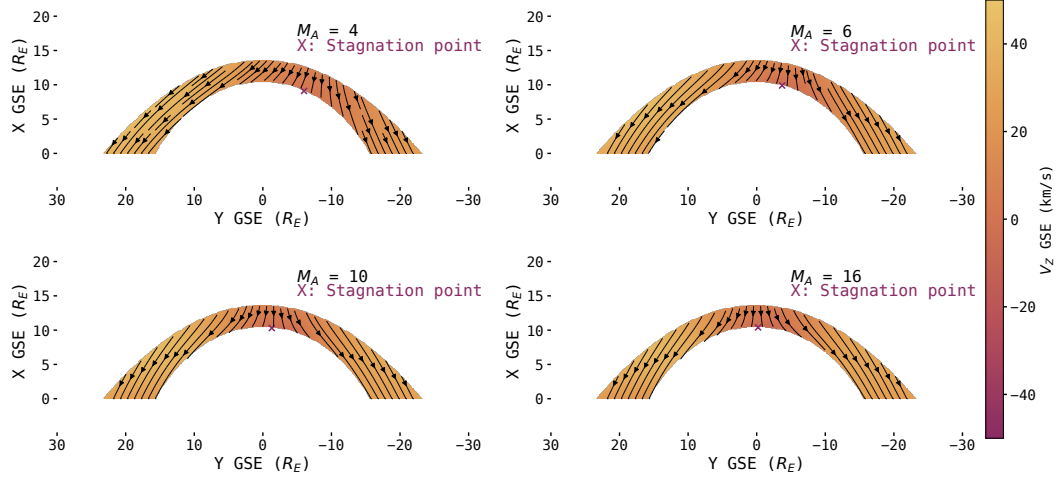 M_A = 4
X: Stagnation point
20
15
10
5
0
X GSE (R_E)
30 20 10 0 −10 −20 −30
Y GSE (R_E)
M_A = 6
X: Stagnation point
20
15
10
5
0
X GSE (R_E)
30 20 10 0 −10 −20 −30
Y GSE (R_E)
M_A = 10
X: Stagnation point
20
15
10
5
0
X GSE (R_E)
30 20 10 0 −10 −20 −30
Y GSE (R_E)
M_A = 16
X: Stagnation point
20
15
10
5
0
X GSE (R_E)
30 20 10 0 −10 −20 −30
Y GSE (R_E)
40
20
0
−20
−40
V_Z GSE (km/s)